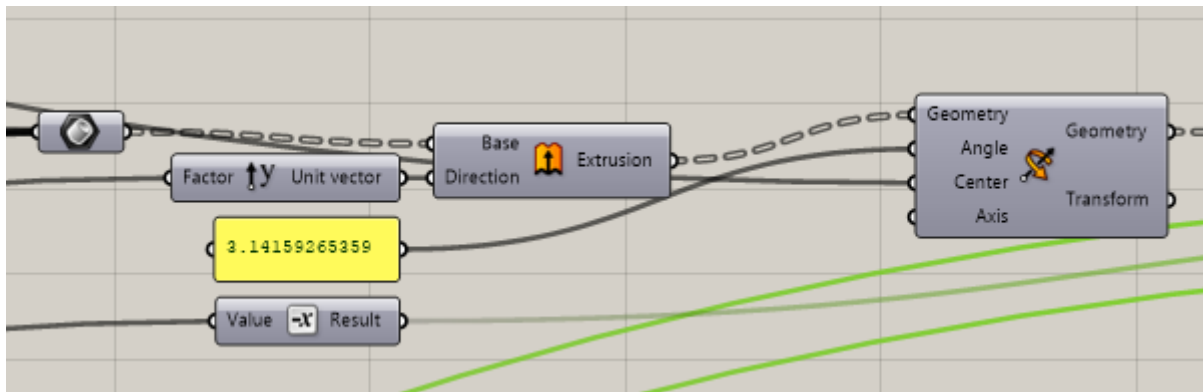 Base
Direction
Extrusion
Factor
y
Unit vector
3.14159265359
Value
-x
Result
Geometry
Angle
Center
Axis
Geometry
Transform